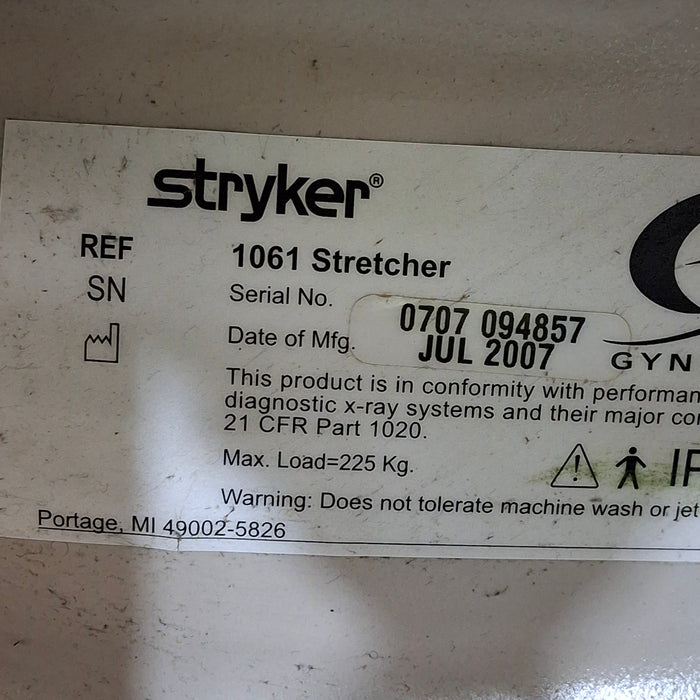 stryker®
REF 1061 Stretcher
SN Serial No. 0707 094857
Date of Mfg. JUL 2007
GYN
This product is in conformity with performan
diagnostic x-ray systems and their major co
21 CFR Part 1020.
Max. Load=225 Kg.
IP
Warning: Does not tolerate machine wash or jet
Portage, MI 49002-5826